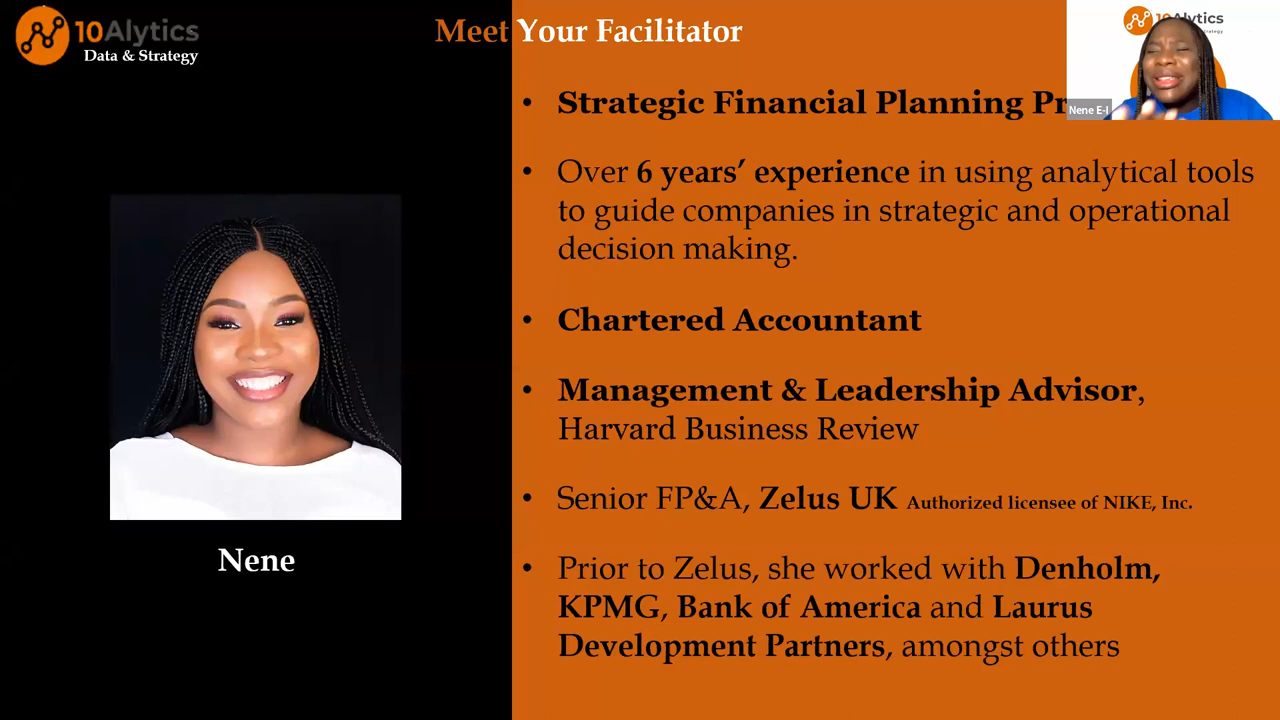 10Alytics
Data & Strategy
Meet Your Facilitator
10Alytics
Nene E-I
• Strategic Financial Planning
• Over 6 years’ experience in using analytical tools
to guide companies in strategic and operational
decision making.
• Chartered Accountant
• Management & Leadership Advisor,
Harvard Business Review
• Senior FP&A, Zelus UK Authorized licensee of NIKE, Inc.
• Prior to Zelus, she worked with Denholm,
KPMG, Bank of America and Laurus
Development Partners, amongst others
Nene